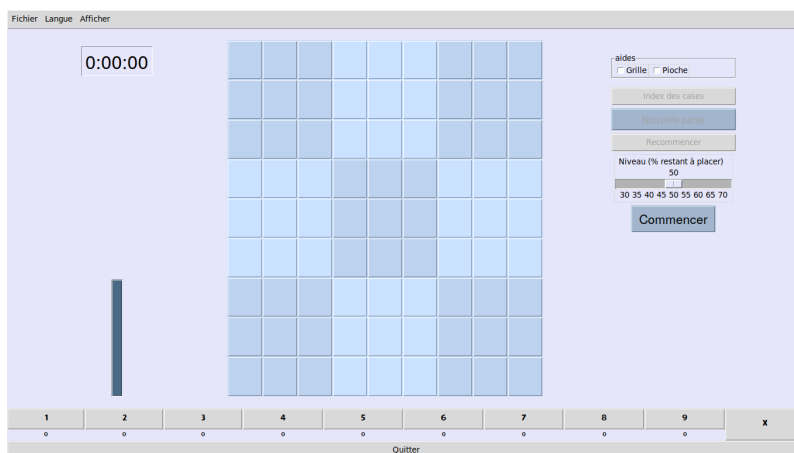 Fichier Langue Afficher
0:00:00
aides
Grille Pioche
Index des cases
Nouvelle partie
Recommencer
Niveau (% restant à placer)
50
30 35 40 45 50 55 60 65 70
Commencer
1 2 3 4 5 6 7 8 9 X
0 0 0 0 0 0 0 0 0
Quitter